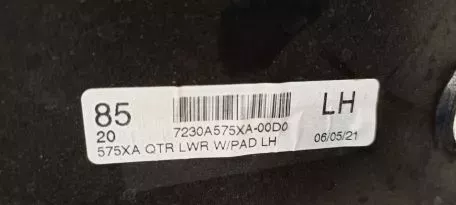 85 LH
20 7230A575XA-00D0
575XA QTR LWR W/PAD LH 06/05/21